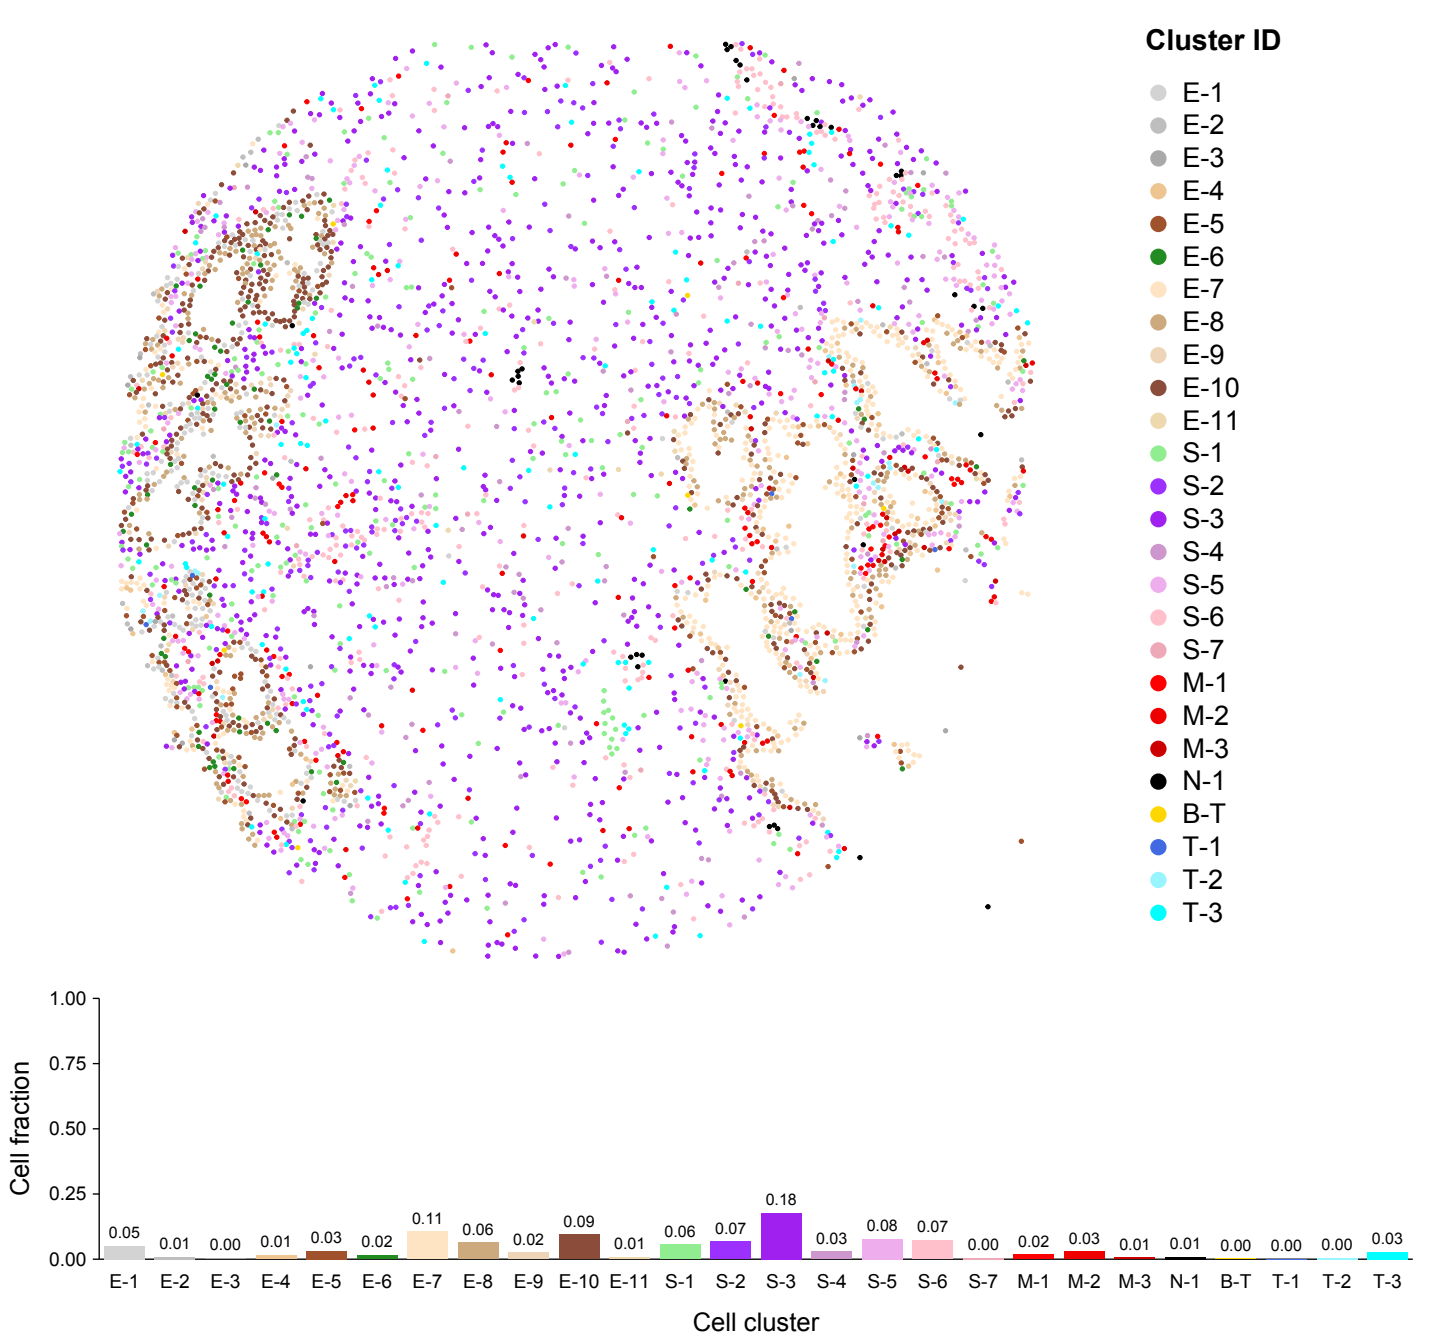 Cluster ID
E-1
E-2
E-3
E-4
E-5
E-6
E-7
E-8
E-9
E-10
E-11
S-1
S-2
S-3
S-4
S-5
S-6
S-7
M-1
M-2
M-3
N-1
B-T
T-1
T-2
T-3
1.00
0.75
0.50
0.25
0.00
Cell fraction
0.05 0.01 0.00 0.01 0.03 0.02 0.11 0.06 0.02 0.09 0.01 0.06 0.07 0.18 0.03 0.08 0.07 0.00 0.02 0.03 0.01 0.01 0.00 0.00 0.00 0.03
E-1 E-2 E-3 E-4 E-5 E-6 E-7 E-8 E-9 E-10 E-11 S-1 S-2 S-3 S-4 S-5 S-6 S-7 M-1 M-2 M-3 N-1 B-T T-1 T-2 T-3
Cell cluster